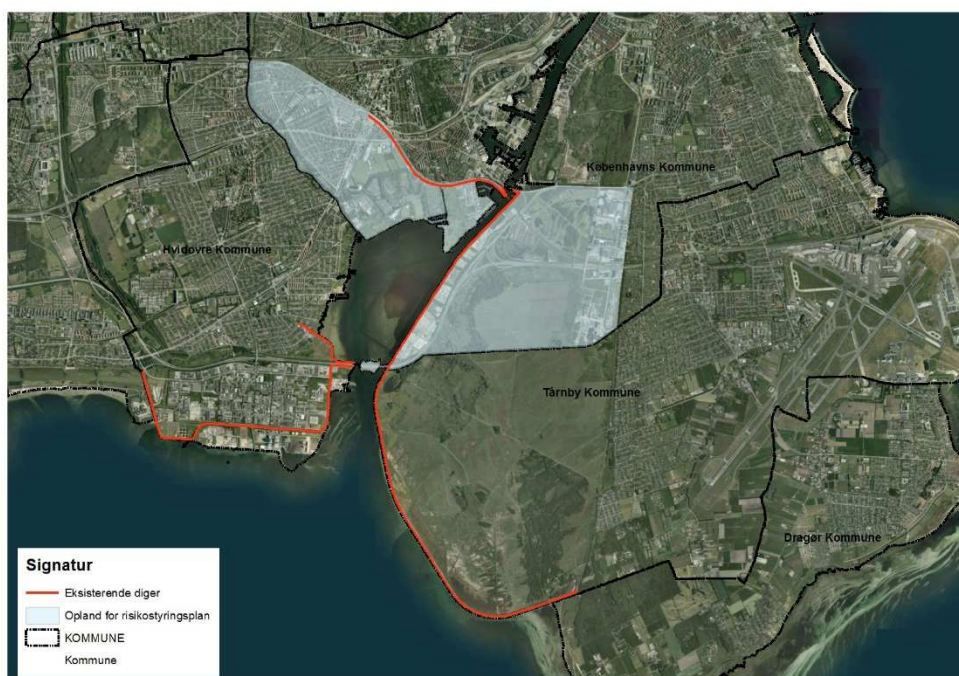 Københavns Kommune
Hvidovre Kommune
Tårnby Kommune
Dragør Kommune
Signatur
Eksisterende diger
Opland for risikostyringsplan
KOMMUNE
Kommune